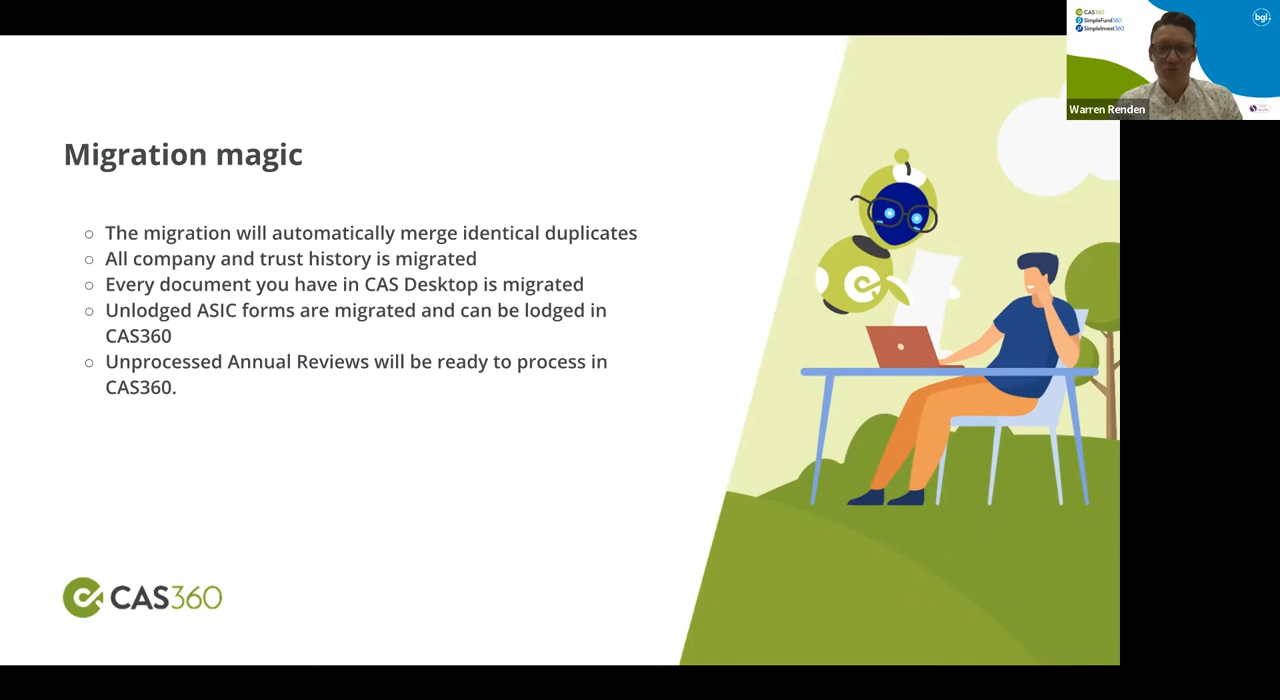 CAS360
SimpleFund360
SimpleInvest360
bgl
Warren Renden
Migration magic
○ The migration will automatically merge identical duplicates
○ All company and trust history is migrated
○ Every document you have in CAS Desktop is migrated
○ Unlodged ASIC forms are migrated and can be lodged in
CAS360
○ Unprocessed Annual Reviews will be ready to process in
CAS360.
CAS360